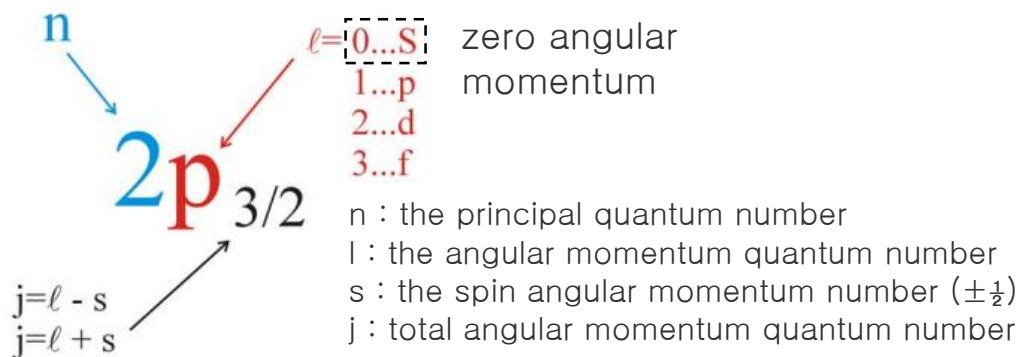 n
ℓ=0...S
zero angular
momentum
1...p
2...d
3...f
2p3/2
n : the principal quantum number
l : the angular momentum quantum number
s : the spin angular momentum number (±½)
j : total angular momentum quantum number
j=ℓ - s
j=ℓ + s